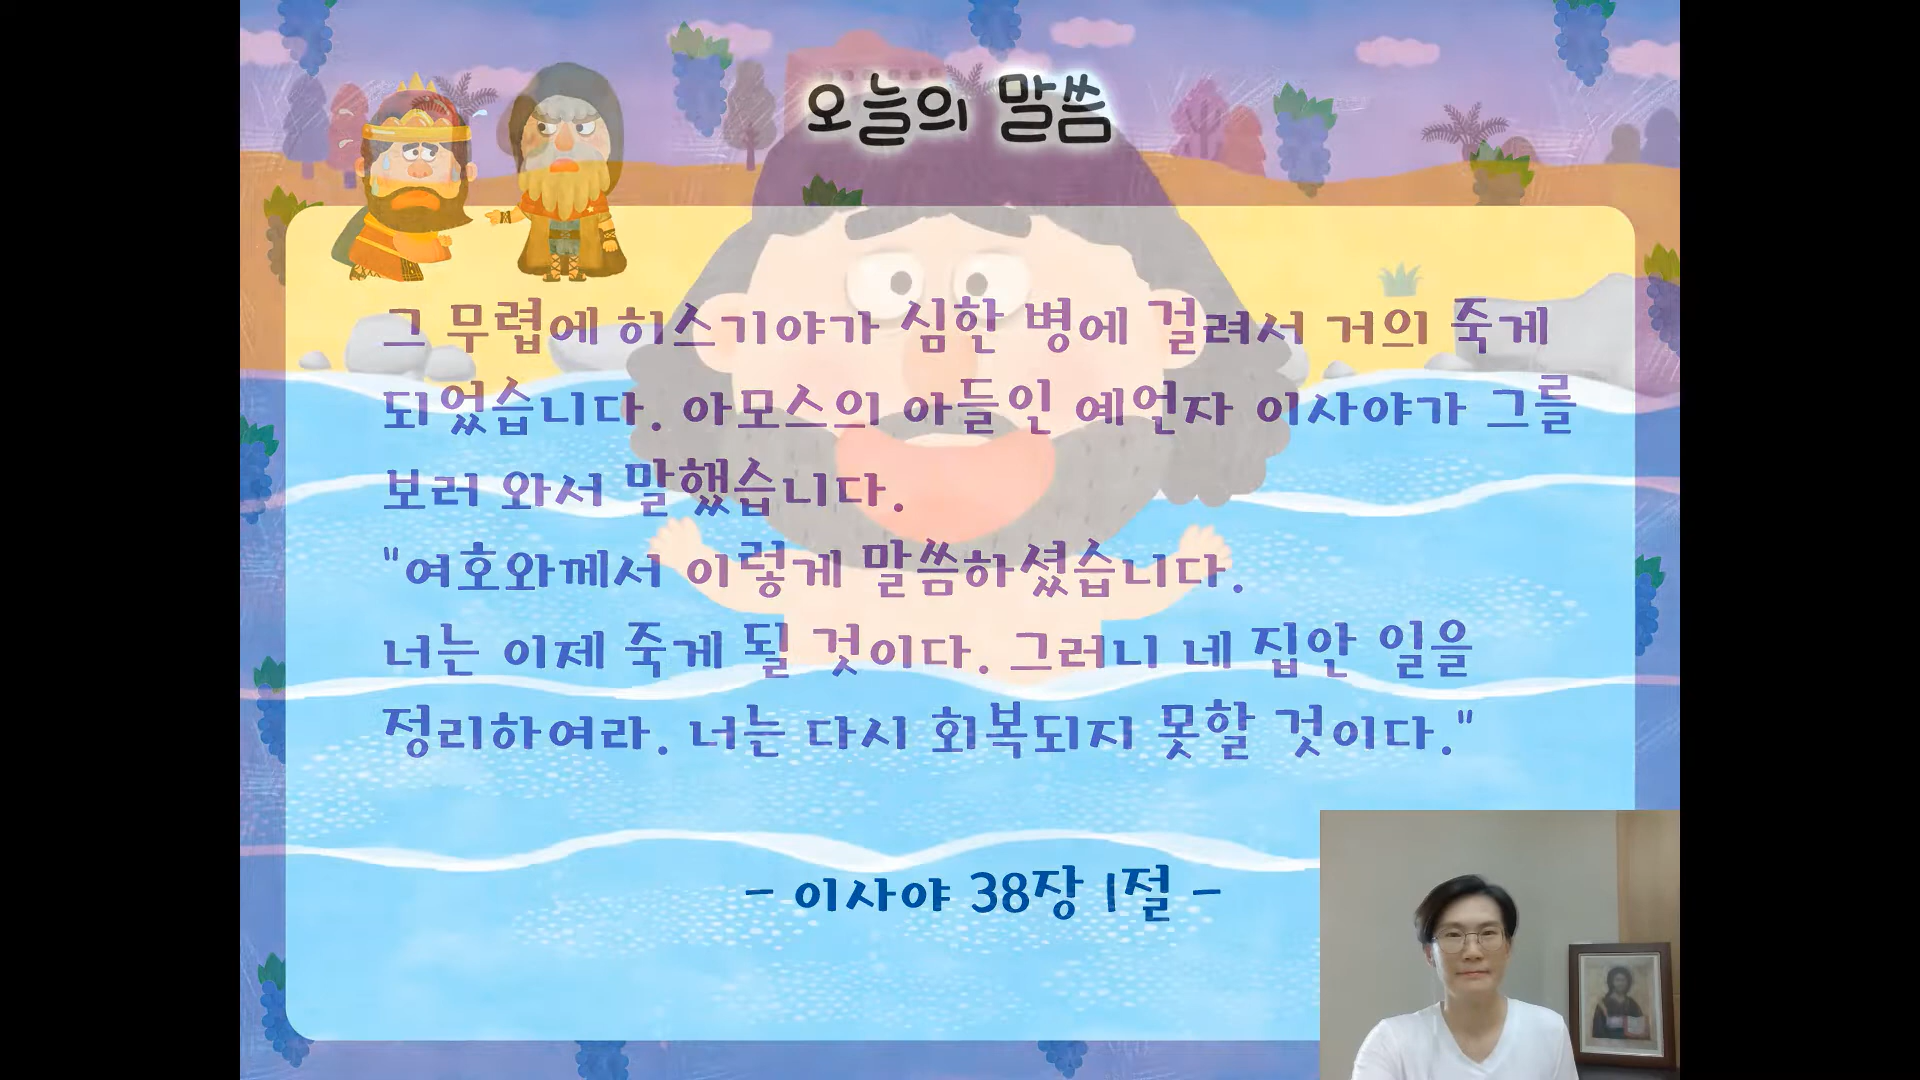 오늘의 말씀
그 무렵에 히스기야가 심한 병에 걸려서 거의 죽게
되었습니다. 아모스의 아들인 예언자 이사야가 그를
보러 와서 말했습니다.
"여호와께서 이렇게 말씀하셨습니다.
너는 이제 죽게 될 것이다. 그러니 네 집안 일을
정리하여라. 너는 다시 회복되지 못할 것이다."
- 이사야 38장 1절 -